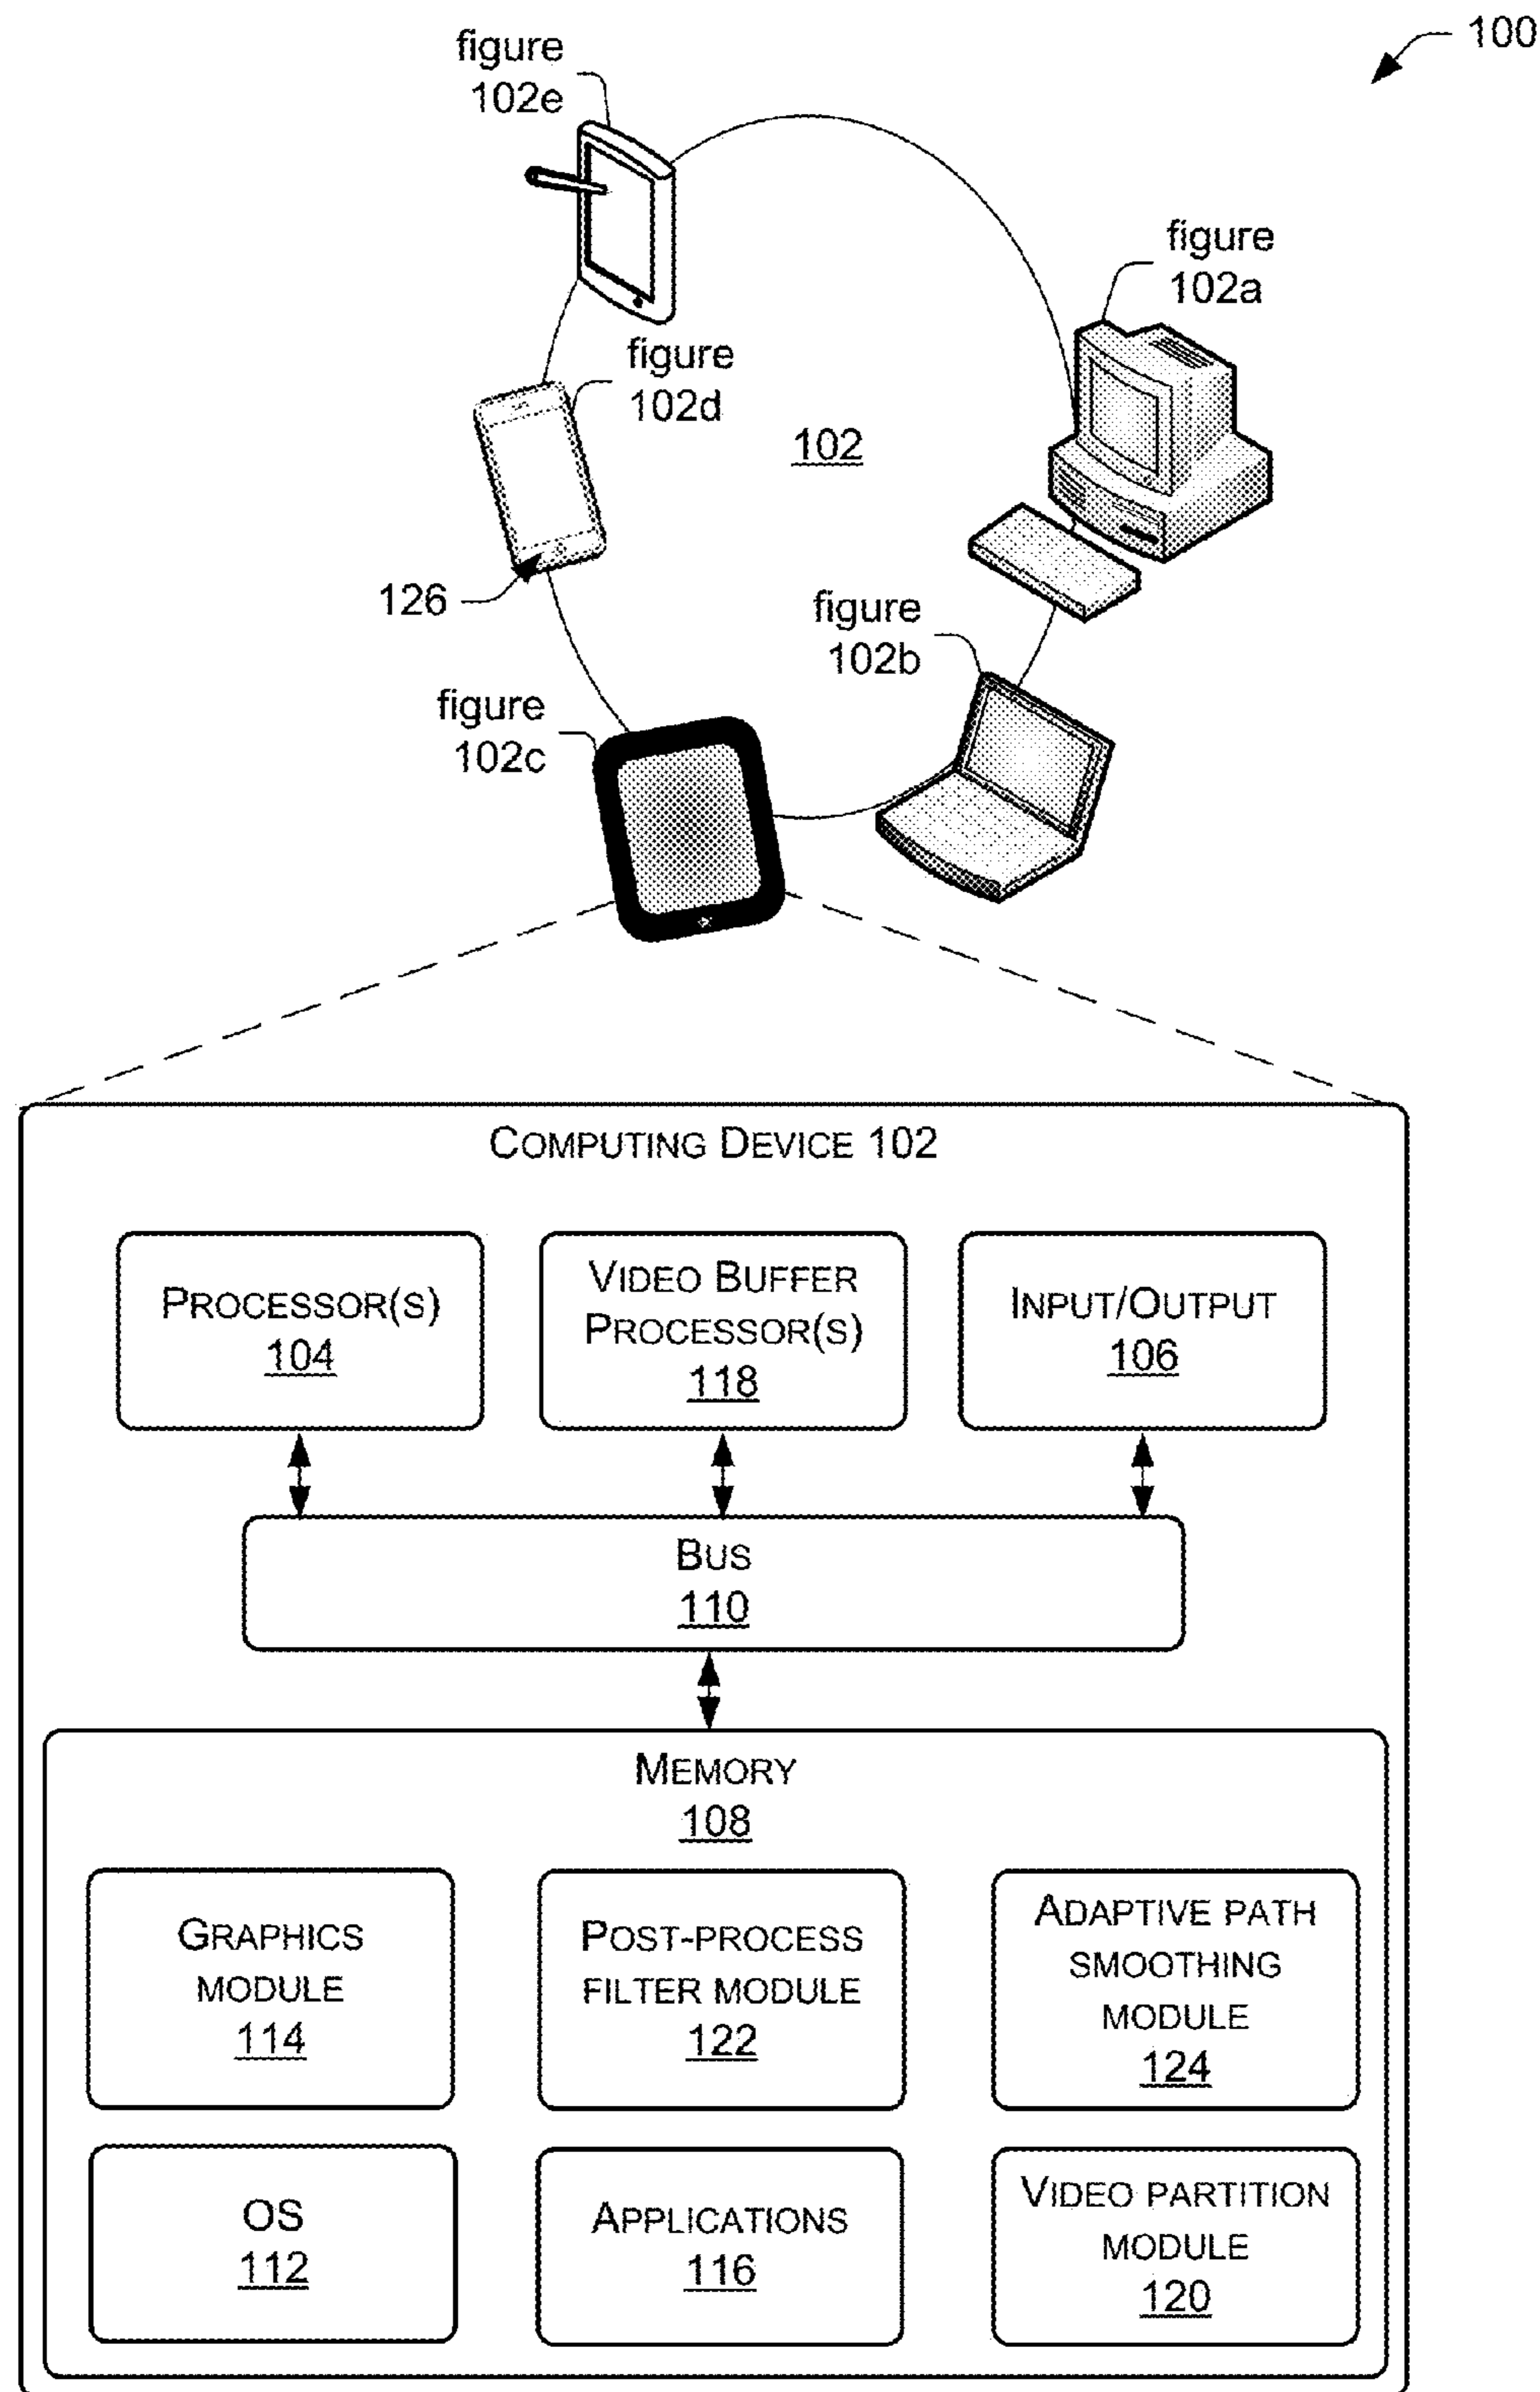 100
figure
102e
figure
102a
figure
102d
102
126
figure
102b
figure
102c
COMPUTING DEVICE 102
PROCESSOR(S)
104
VIDEO BUFFER
PROCESSOR(S)
118
INPUT/OUTPUT
106
BUS
110
MEMORY
108
GRAPHICS
MODULE
114
POST-PROCESS
FILTER MODULE
122
ADAPTIVE PATH
SMOOTHING
MODULE
124
OS
112
APPLICATIONS
116
VIDEO PARTITION
MODULE
120